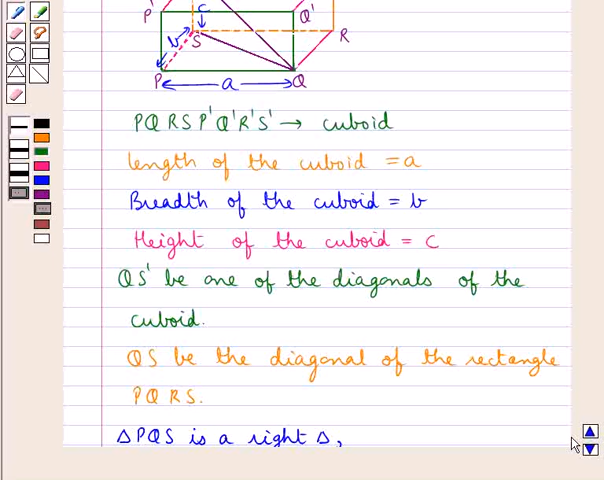 P' c Q'
b S R
P a Q
PQRSP'Q'R'S' → cuboid
length of the cuboid = a
Breadth of the cuboid = b
Height of the cuboid = c
QS' be one of the diagonals of the
cuboid.
QS be the diagonal of the rectangle
PQRS.
△PQS is a right △,